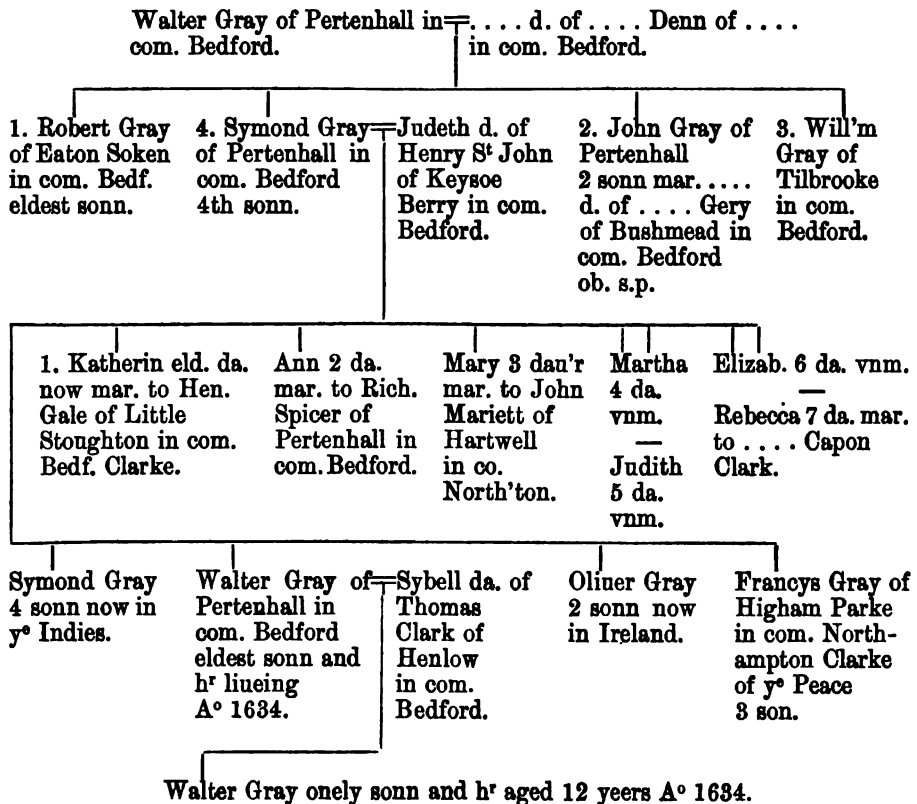 Walter Gray of Pertenhall in
com. Bedford.
. . . . d. of . . . . Denn of . . . .
in com. Bedford.
1. Robert Gray
of Eaton Soken
in com. Bedf.
eldest sonn.
4. Symond Gray
of Pertenhall in
com. Bedford
4th sonn.
Judeth d. of
Henry St John
of Keysoe
Berry in com.
Bedford.
2. John Gray of
Pertenhall
2 sonn mar. . . . .
d. of . . . . Gery
of Bushmead in
com. Bedford
ob. s.p.
3. Will'm
Gray of
Tilbrooke
in com.
Bedford.
1. Katherin eld. da.
now mar. to Hen.
Gale of Little
Stoughton in com.
Bedf. Clarke.
Ann 2 da.
mar. to Rich.
Spicer of
Pertenhall in
com. Bedford.
Mary 3 dau'r
mar. to John
Mariett of
Hartwell
in co.
North'ton.
Martha
4 da.
vnm.
—
Judith
5 da.
vnm.
Elizab. 6 da. vnm.
—
Rebecca 7 da. mar.
to . . . . Capon
Clark.
Symond Gray
4 sonn now in
ye Indies.
Walter Gray of
Pertenhall in
com. Bedford
eldest sonn and
hr liueing
Ao 1634.
Sybell da. of
Thomas
Clark of
Henlow
in com.
Bedford.
Oliuer Gray
2 sonn now
in Ireland.
Francys Gray of
Higham Parke
in com. North-
ampton Clarke
of ye Peace
3 son.
Walter Gray onely sonn and hr aged 12 yeers Ao 1634.